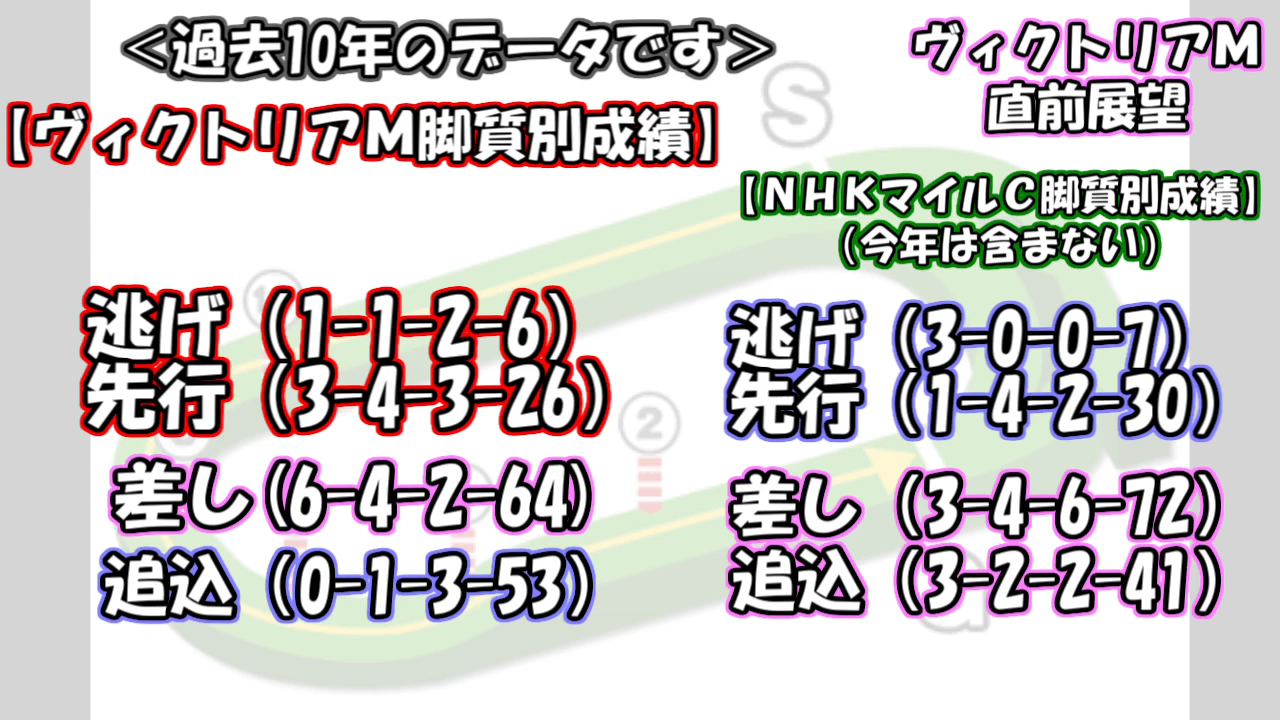 ＜過去10年のデータです＞
ヴィクトリアM
直前展望
【ヴィクトリアM脚質別成績】
逃げ（1-1-2-6）
先行（3-4-3-26）
差し（6-4-2-64）
追込（0-1-3-53）
【NHKマイルC脚質別成績】
（今年は含まない）
逃げ（3-0-0-7）
先行（1-4-2-30）
差し（3-4-6-72）
追込（3-2-2-41）
S
②
G